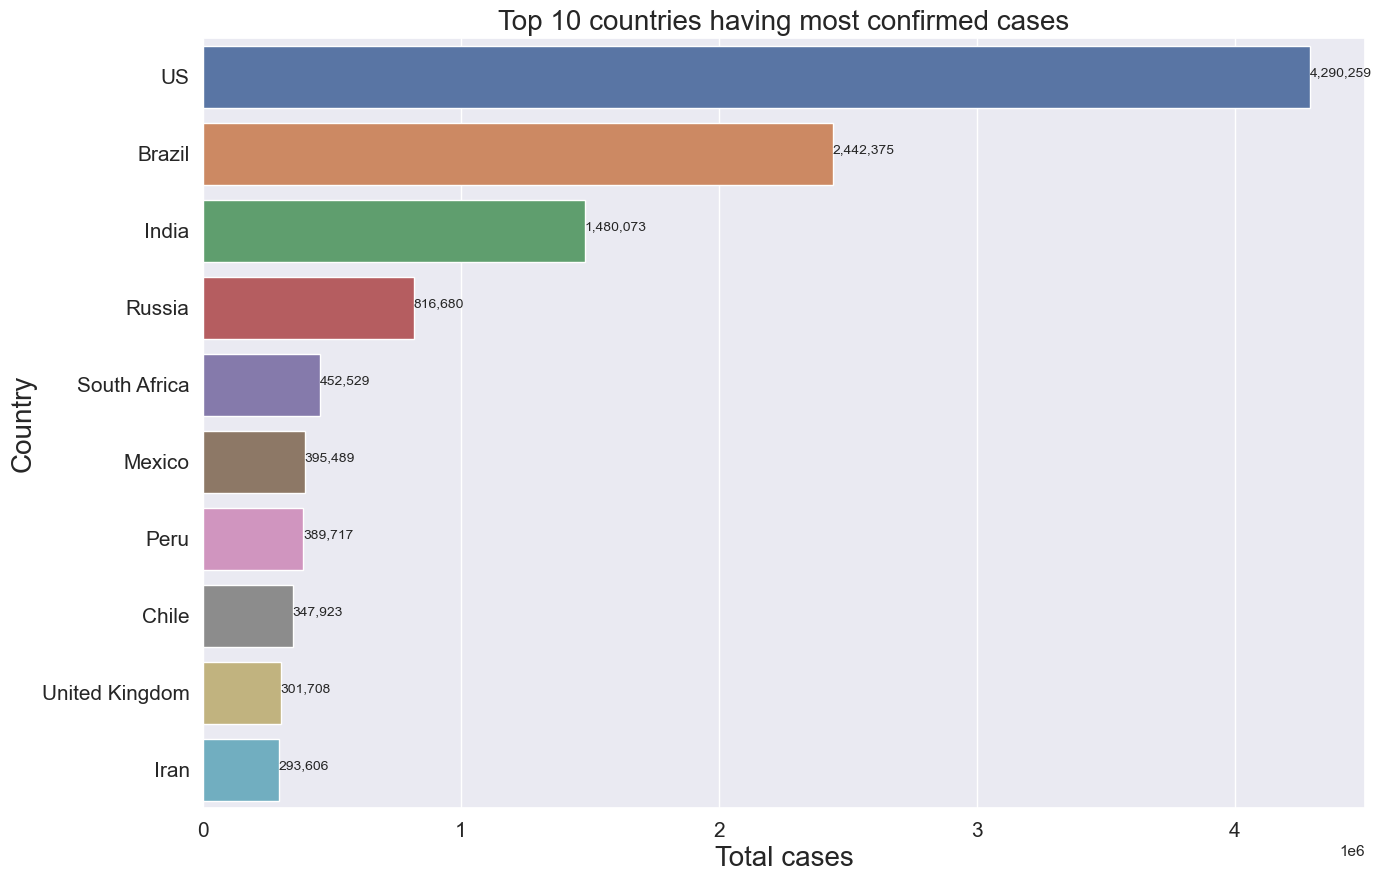 Top 10 countries having most confirmed cases
Country
US 4,290,259
Brazil 2,442,375
India 1,480,073
Russia 816,680
South Africa 452,529
Mexico 395,489
Peru 389,717
Chile 347,923
United Kingdom 301,708
Iran 293,606
0 1 2 3 4
1e6
Total cases